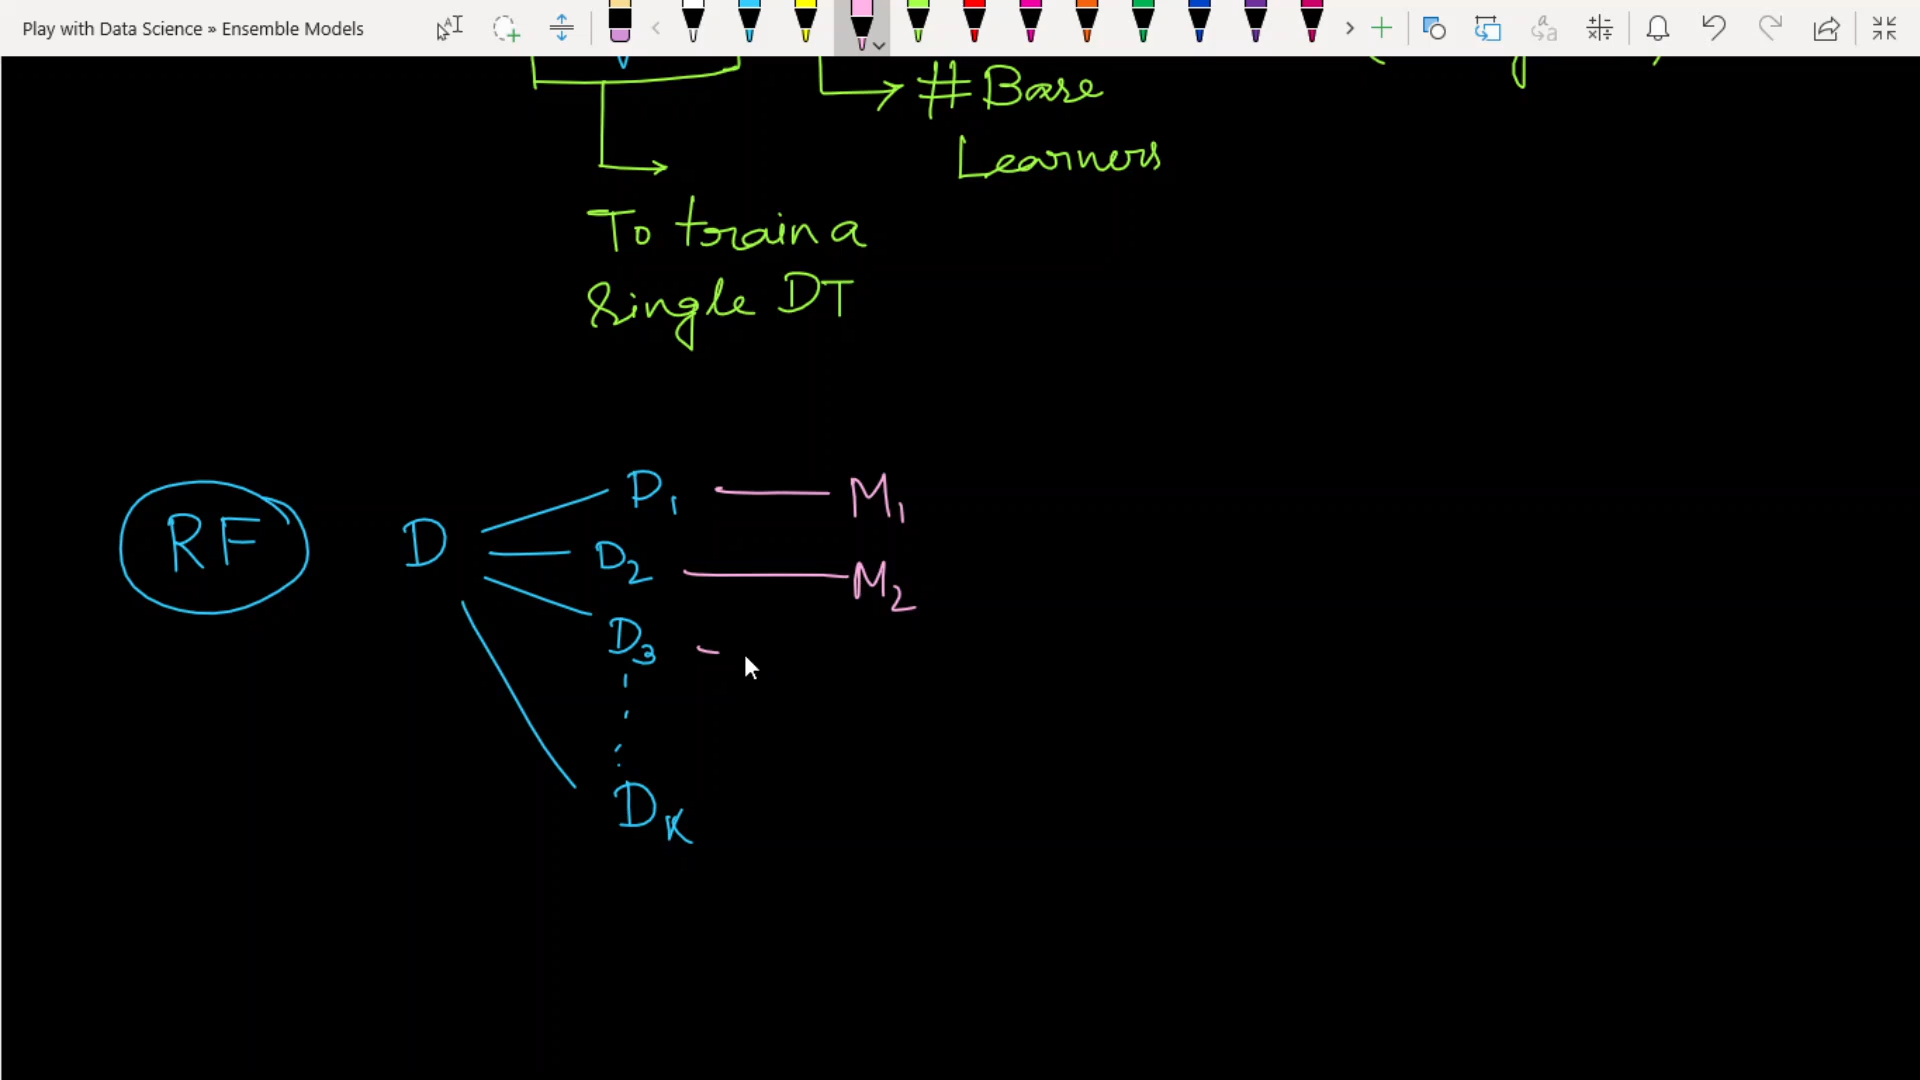 Play with Data Science » Ensemble Models
# Base
Learners
To train a
Single DT
RF D
D1 M1
D2 M2
D3
DK